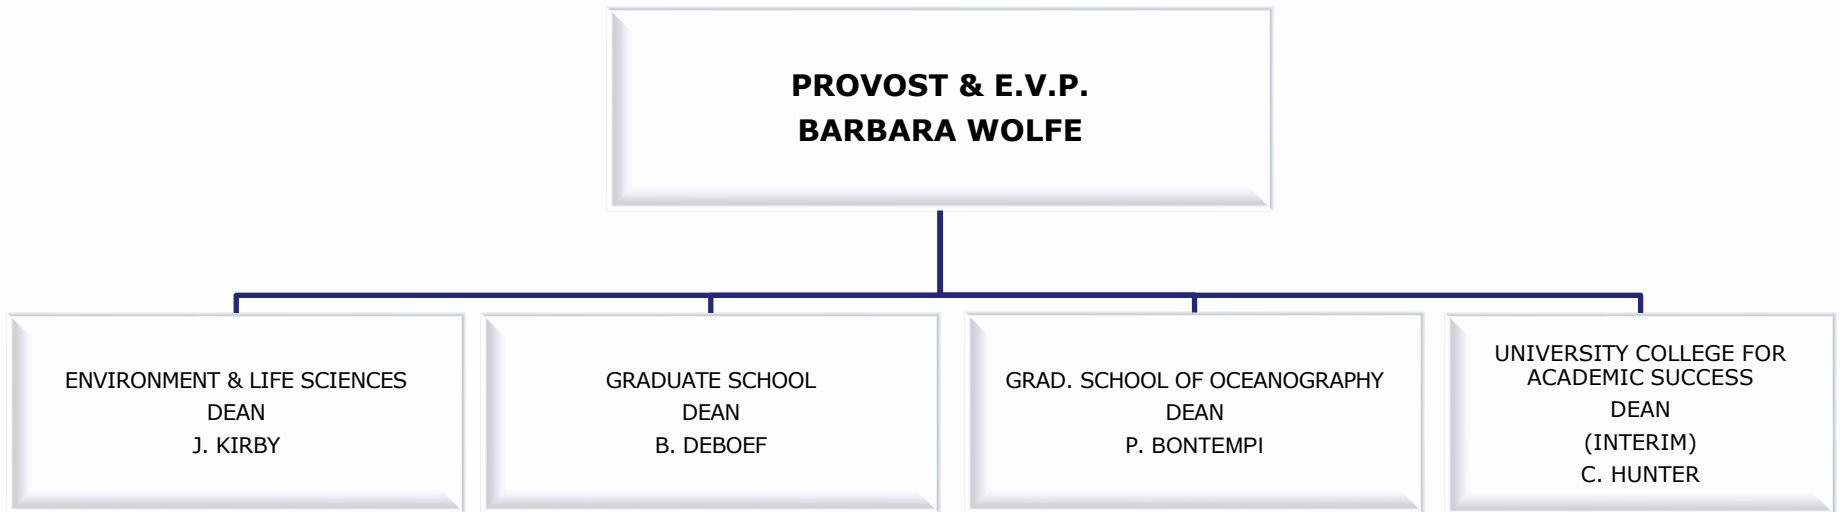 PROVOST & E.V.P.
BARBARA WOLFE
ENVIRONMENT & LIFE SCIENCES
DEAN
J. KIRBY
GRADUATE SCHOOL
DEAN
B. DEBOEF
GRAD. SCHOOL OF OCEANOGRAPHY
DEAN
P. BONTEMPI
UNIVERSITY COLLEGE FOR
ACADEMIC SUCCESS
DEAN
(INTERIM)
C. HUNTER